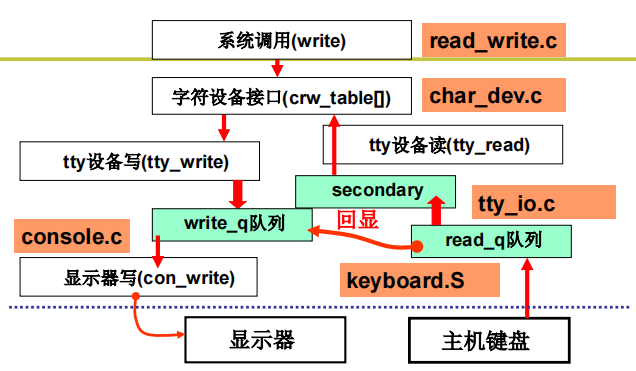 系统调用(write)
read_write.c
字符设备接口(crw_table[])
char_dev.c
tty设备写(tty_write)
tty设备读(tty_read)
secondary
tty_io.c
write_q队列
回显
console.c
read_q队列
显示器写(con_write)
keyboard.S
显示器
主机键盘